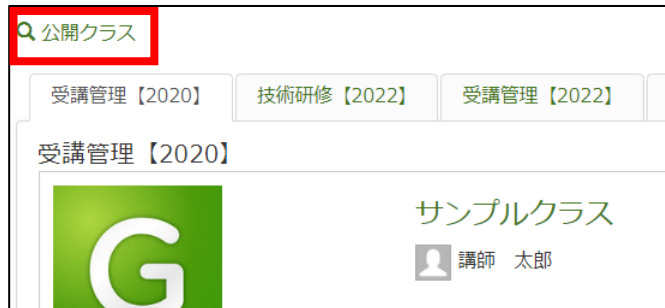 公開クラス
受講管理【2020】 技術研修【2022】 受講管理【2022】
受講管理【2020】
G
サンプルクラス
講師 太郎